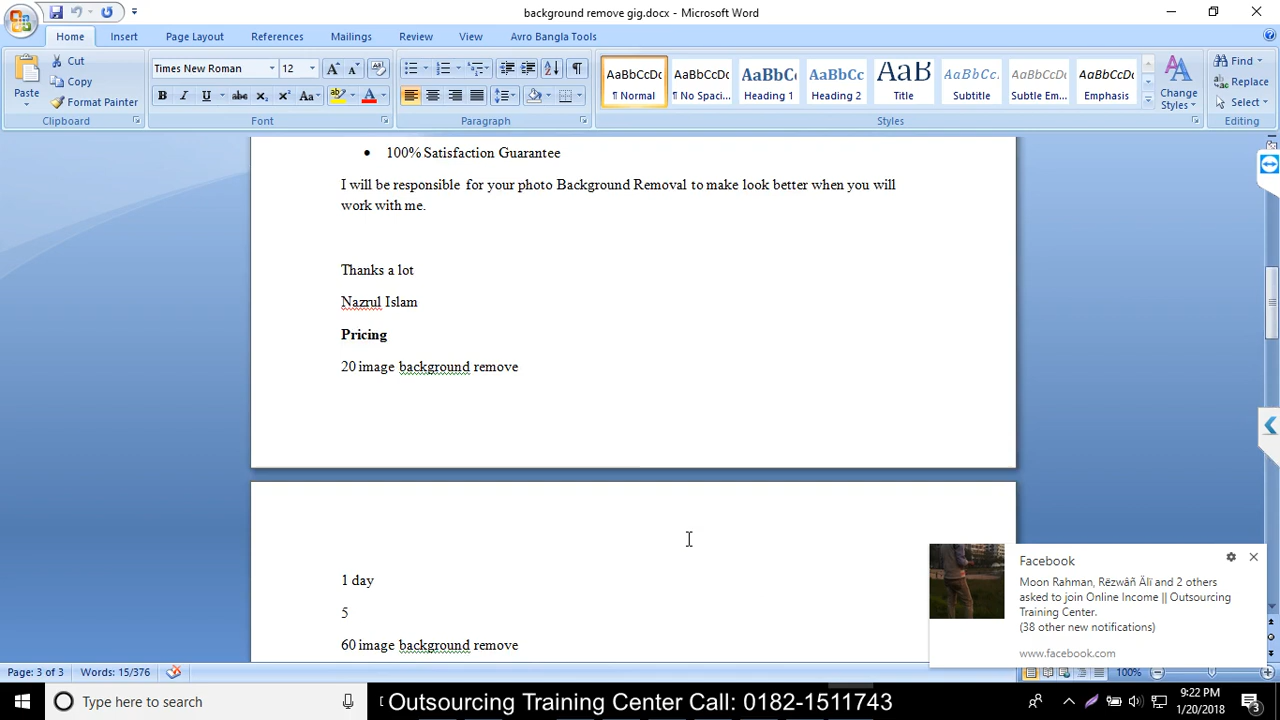 background remove gig.docx - Microsoft Word
Home Insert Page Layout References Mailings Review View Avro Bangla Tools
Paste
Cut
Copy
Format Painter
Clipboard
Times New Roman 12
Font
Paragraph
AaBbCcDc ¶ Normal
AaBbCcDc ¶ No Spaci...
AaBbCc Heading 1
AaBbCc Heading 2
AaB Title
AaBbCc. Subtitle
AaBbCcDc Subtle Em...
AaBbCcDc Emphasis
Change Styles
Styles
Find
Replace
Select
Editing
• 100% Satisfaction Guarantee
I will be responsible for your photo Background Removal to make look better when you will
work with me.
Thanks a lot
Nazrul Islam
Pricing
20 image background remove
1 day
5
60 image background remove
Facebook
Moon Rahman, Rëzwâñ Âlï and 2 others
asked to join Online Income || Outsourcing
Training Center.
(38 other new notifications)
www.facebook.com
Page: 3 of 3 Words: 15/376 100%
Type here to search
Outsourcing Training Center Call: 0182-1511743
9:22 PM
1/20/2018
3